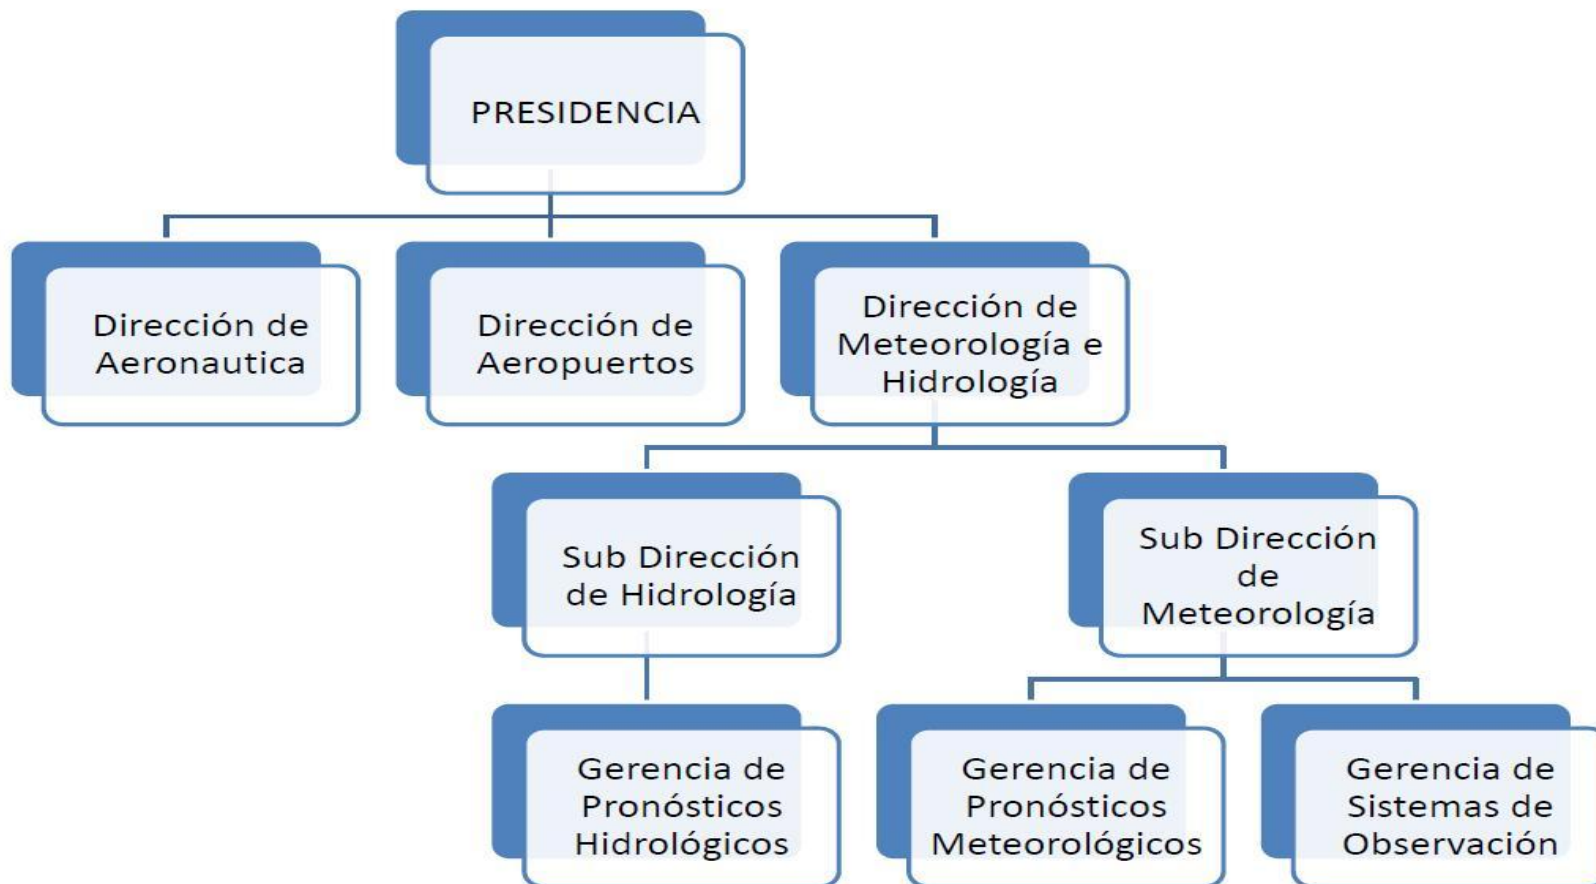 PRESIDENCIA
Dirección de
Aeronautica
Dirección de
Aeropuertos
Dirección de
Meteorología e
Hidrología
Sub Dirección
de Hidrología
Sub Dirección
de
Meteorología
Gerencia de
Pronósticos
Hidrológicos
Gerencia de
Pronósticos
Meteorológicos
Gerencia de
Sistemas de
Observación